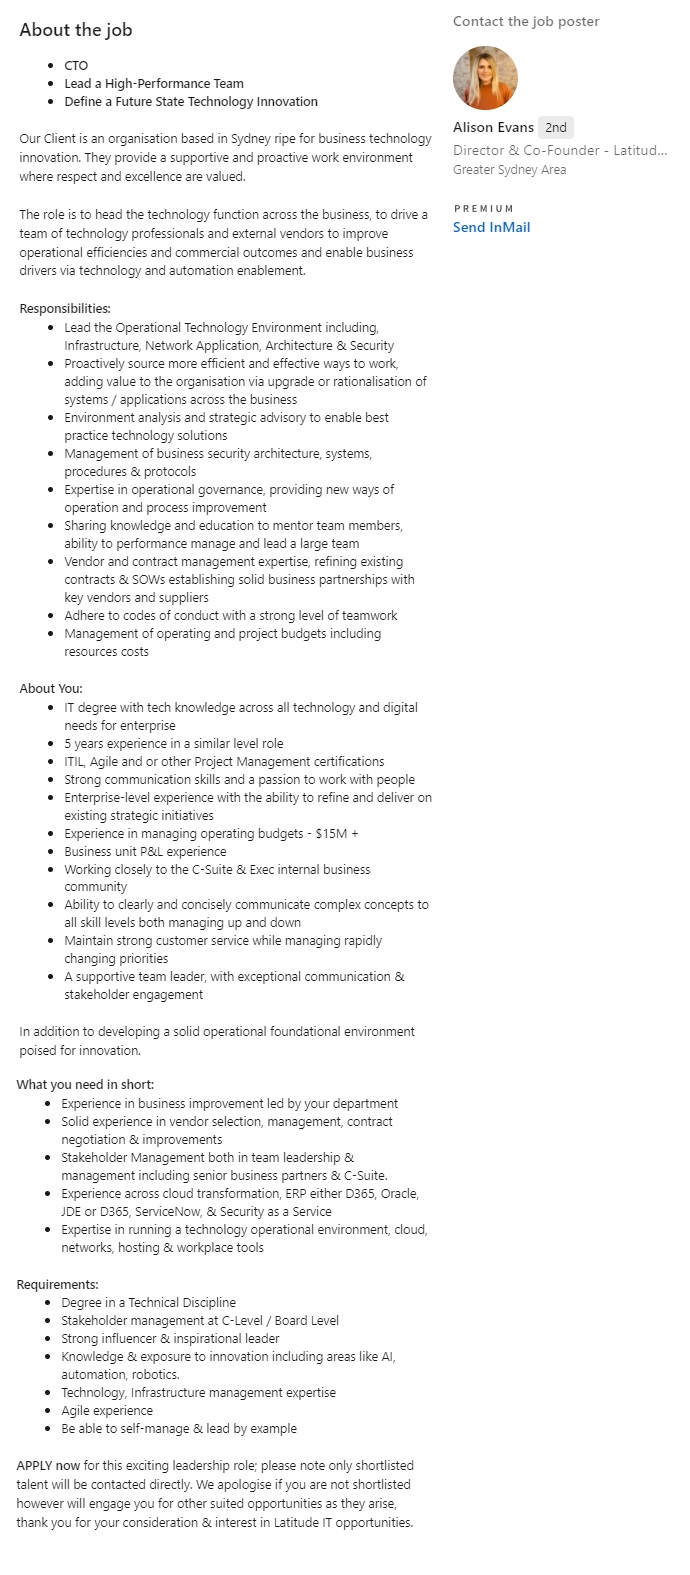 About the job
• CTO
• Lead a High-Performance Team
• Define a Future State Technology Innovation
Our Client is an organisation based in Sydney ripe for business technology
innovation. They provide a supportive and proactive work environment
where respect and excellence are valued.
The role is to head the technology function across the business, to drive a
team of technology professionals and external vendors to improve
operational efficiencies and commercial outcomes and enable business
drivers via technology and automation enablement.
Responsibilities:
• Lead the Operational Technology Environment including,
Infrastructure, Network Application, Architecture & Security
• Proactively source more efficient and effective ways to work,
adding value to the organisation via upgrade or rationalisation of
systems / applications across the business
• Environment analysis and strategic advisory to enable best
practice technology solutions
• Management of business security architecture, systems,
procedures & protocols
• Expertise in operational governance, providing new ways of
operation and process improvement
• Sharing knowledge and education to mentor team members,
ability to performance manage and lead a large team
• Vendor and contract management expertise, refining existing
contracts & SOWs establishing solid business partnerships with
key vendors and suppliers
• Adhere to codes of conduct with a strong level of teamwork
• Management of operating and project budgets including
resources costs
About You:
• IT degree with tech knowledge across all technology and digital
needs for enterprise
• 5 years experience in a similar level role
• ITIL, Agile and or other Project Management certifications
• Strong communication skills and a passion to work with people
• Enterprise-level experience with the ability to refine and deliver on
existing strategic initiatives
• Experience in managing operating budgets - $15M +
• Business unit P&L experience
• Working closely to the C-Suite & Exec internal business
community
• Ability to clearly and concisely communicate complex concepts to
all skill levels both managing up and down
• Maintain strong customer service while managing rapidly
changing priorities
• A supportive team leader, with exceptional communication &
stakeholder engagement
In addition to developing a solid operational foundational environment
poised for innovation.
What you need in short:
• Experience in business improvement led by your department
• Solid experience in vendor selection, management, contract
negotiation & improvements
• Stakeholder Management both in team leadership &
management including senior business partners & C-Suite.
• Experience across cloud transformation, ERP either D365, Oracle,
JDE or D365, ServiceNow, & Security as a Service
• Expertise in running a technology operational environment, cloud,
networks, hosting & workplace tools
Requirements:
• Degree in a Technical Discipline
• Stakeholder management at C-Level / Board Level
• Strong influencer & inspirational leader
• Knowledge & exposure to innovation including areas like AI,
automation, robotics.
• Technology, Infrastructure management expertise
• Agile experience
• Be able to self-manage & lead by example
APPLY now for this exciting leadership role; please note only shortlisted
talent will be contacted directly. We apologise if you are not shortlisted
however will engage you for other suited opportunities as they arise,
thank you for your consideration & interest in Latitude IT opportunities.
Contact the job poster
Alison Evans 2nd
Director & Co-Founder - Latitud...
Greater Sydney Area
PREMIUM
Send InMail